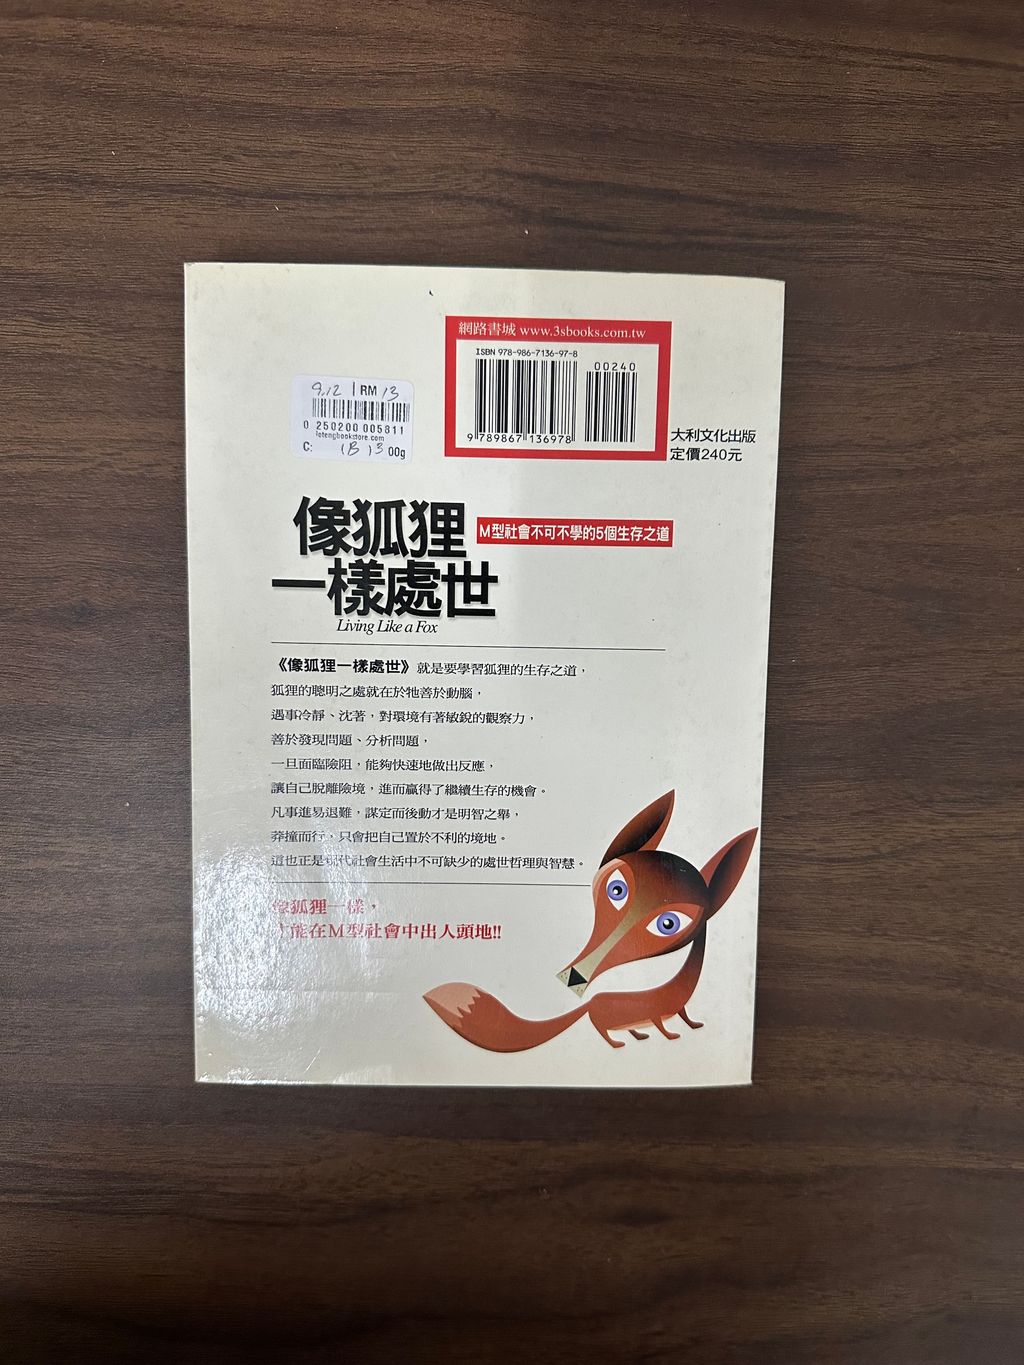 網路書城 www.3sbooks.com.tw
ISBN 978-986-7136-97-8
00240
9 789867 136978
大利文化出版
定價240元
9.12 | RM 13
0 250200 005811
lotengbookstore.com
C: 00g
像狐狸
一樣處世
M型社會不可不學的5個生存之道
Living Like a Fox
《像狐狸一樣處世》就是要學習狐狸的生存之道，
狐狸的聰明之處就在於牠善於動腦，
遇事冷靜、沈著，對環境有著敏銳的觀察力，
善於發現問題、分析問題，
一旦面臨險阻，能夠快速地做出反應，
讓自己脫離險境，進而贏得了繼續生存的機會。
凡事進易退難，謀定而後動才是明智之舉，
莽撞而行，只會把自己置於不利的境地。
這也正是現代社會生活中不可缺少的處世哲理與智慧。
像狐狸一樣，
才能在M型社會中出人頭地!!